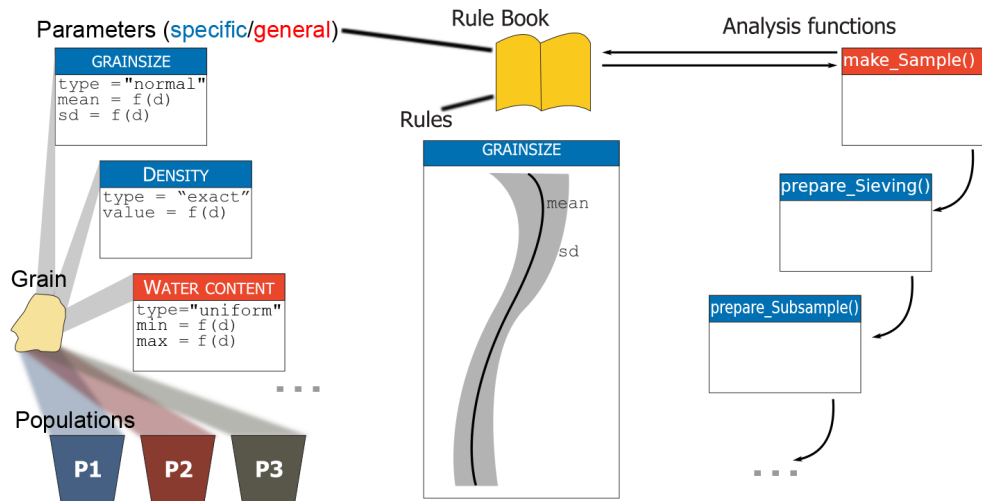 Parameters (specific/general)
GRAINSIZE
type ="normal"
mean = f(d)
sd = f(d)
DENSITY
type = “exact”
value = f(d)
Grain
WATER CONTENT
type="uniform"
min = f(d)
max = f(d)
...
Populations
P1
P2
P3
Rule Book
Rules
GRAINSIZE
mean
sd
Analysis functions
make_Sample()
prepare_Sieving()
prepare_Subsample()
...